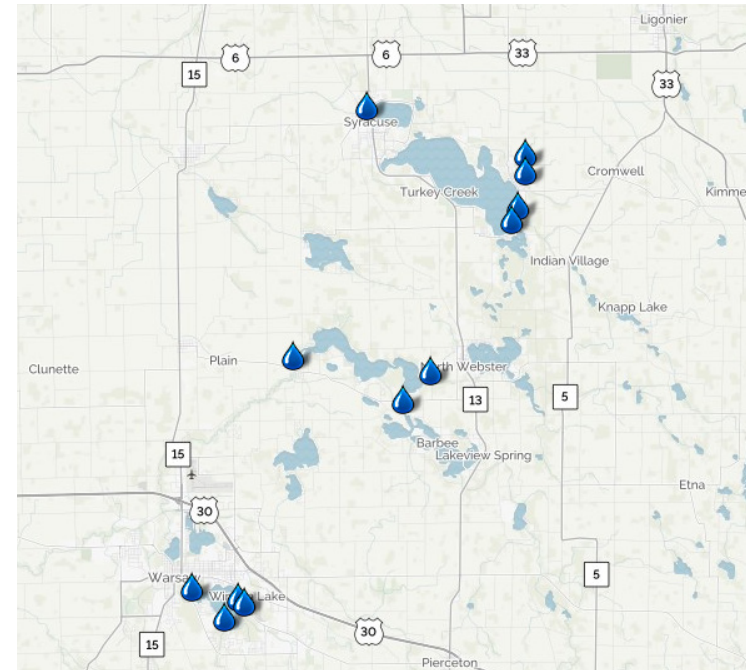 Ligonier
6
6
33
15
33
Syracuse
Cromwell
Turkey Creek
Kimme
Indian Village
Knapp Lake
Plain
North Webster
Clunette
13
5
Barbee
15
Lakeview Spring
Etna
30
5
Warsaw
Lake
15
30
Pierceton